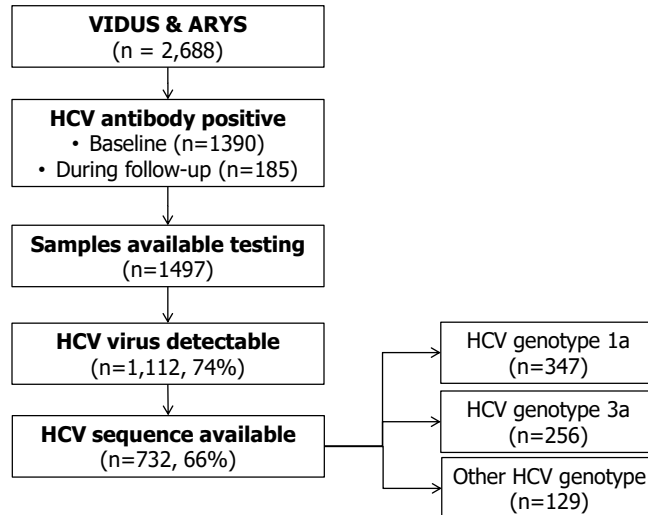 VIDUS & ARYS
(n = 2,688)
HCV antibody positive
• Baseline (n=1390)
• During follow-up (n=185)
Samples available testing
(n=1497)
HCV virus detectable
(n=1,112, 74%)
HCV sequence available
(n=732, 66%)
HCV genotype 1a
(n=347)
HCV genotype 3a
(n=256)
Other HCV genotype
(n=129)